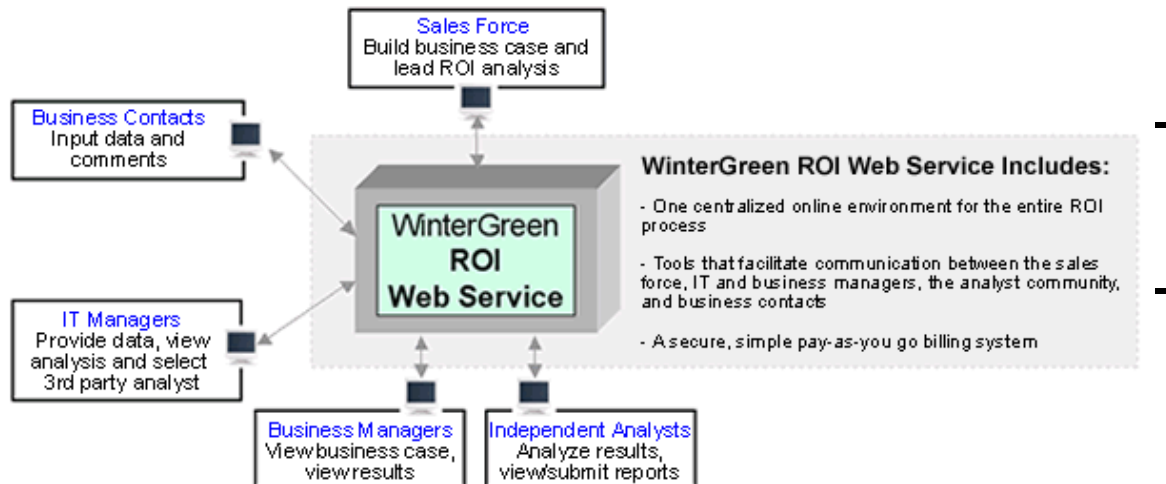 Sales Force
Build business case and
lead ROI analysis
Business Contacts
Input data and
comments
WinterGreen
ROI
Web Service
WinterGreen ROI Web Service Includes:
- One centralized online environment for the entire ROI
process
- Tools that facilitate communication between the sales
force, IT and business managers, the analyst community,
and business contacts
- A secure, simple pay-as-you go billing system
IT Managers
Provide data, view
analysis and select
3rd party analyst
Business Managers
View business case,
view results
Independent Analysts
Analyze results,
view/submit reports